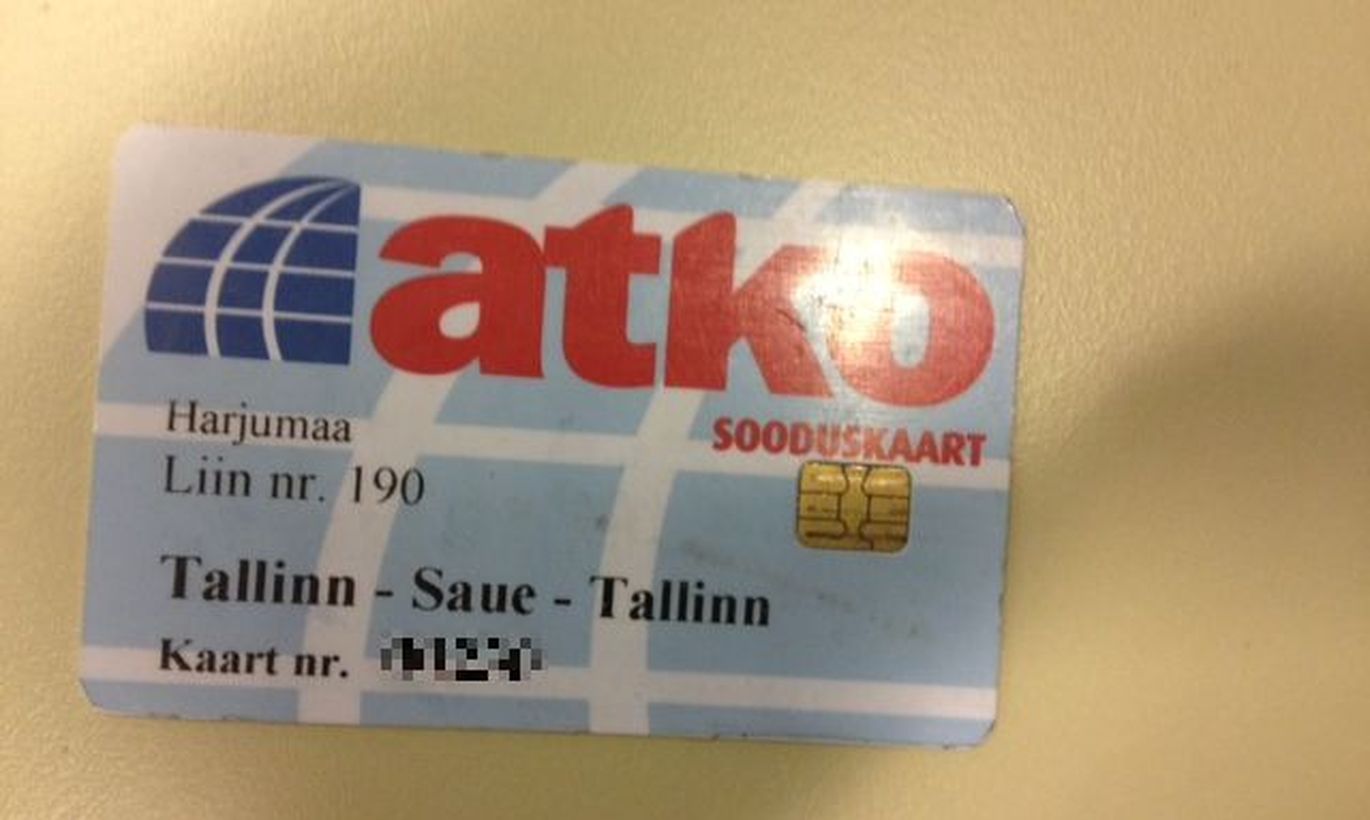 atko
SOODUSKAART
Harjumaa
Liin nr. 190
Tallinn - Saue - Tallinn
Kaart nr.